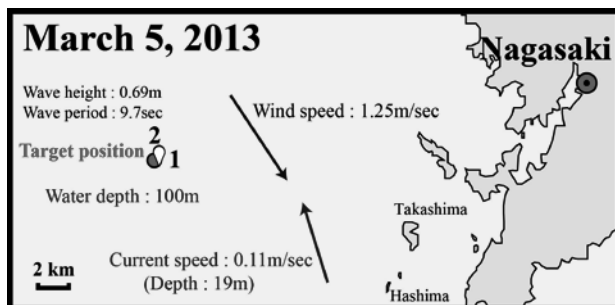 March 5, 2013
Nagasaki
Wave height : 0.69m
Wave period : 9.7sec
Wind speed : 1.25m/sec
2
Target position
1
Water depth : 100m
Takashima
Current speed : 0.11m/sec
(Depth : 19m)
2 km
Hashima